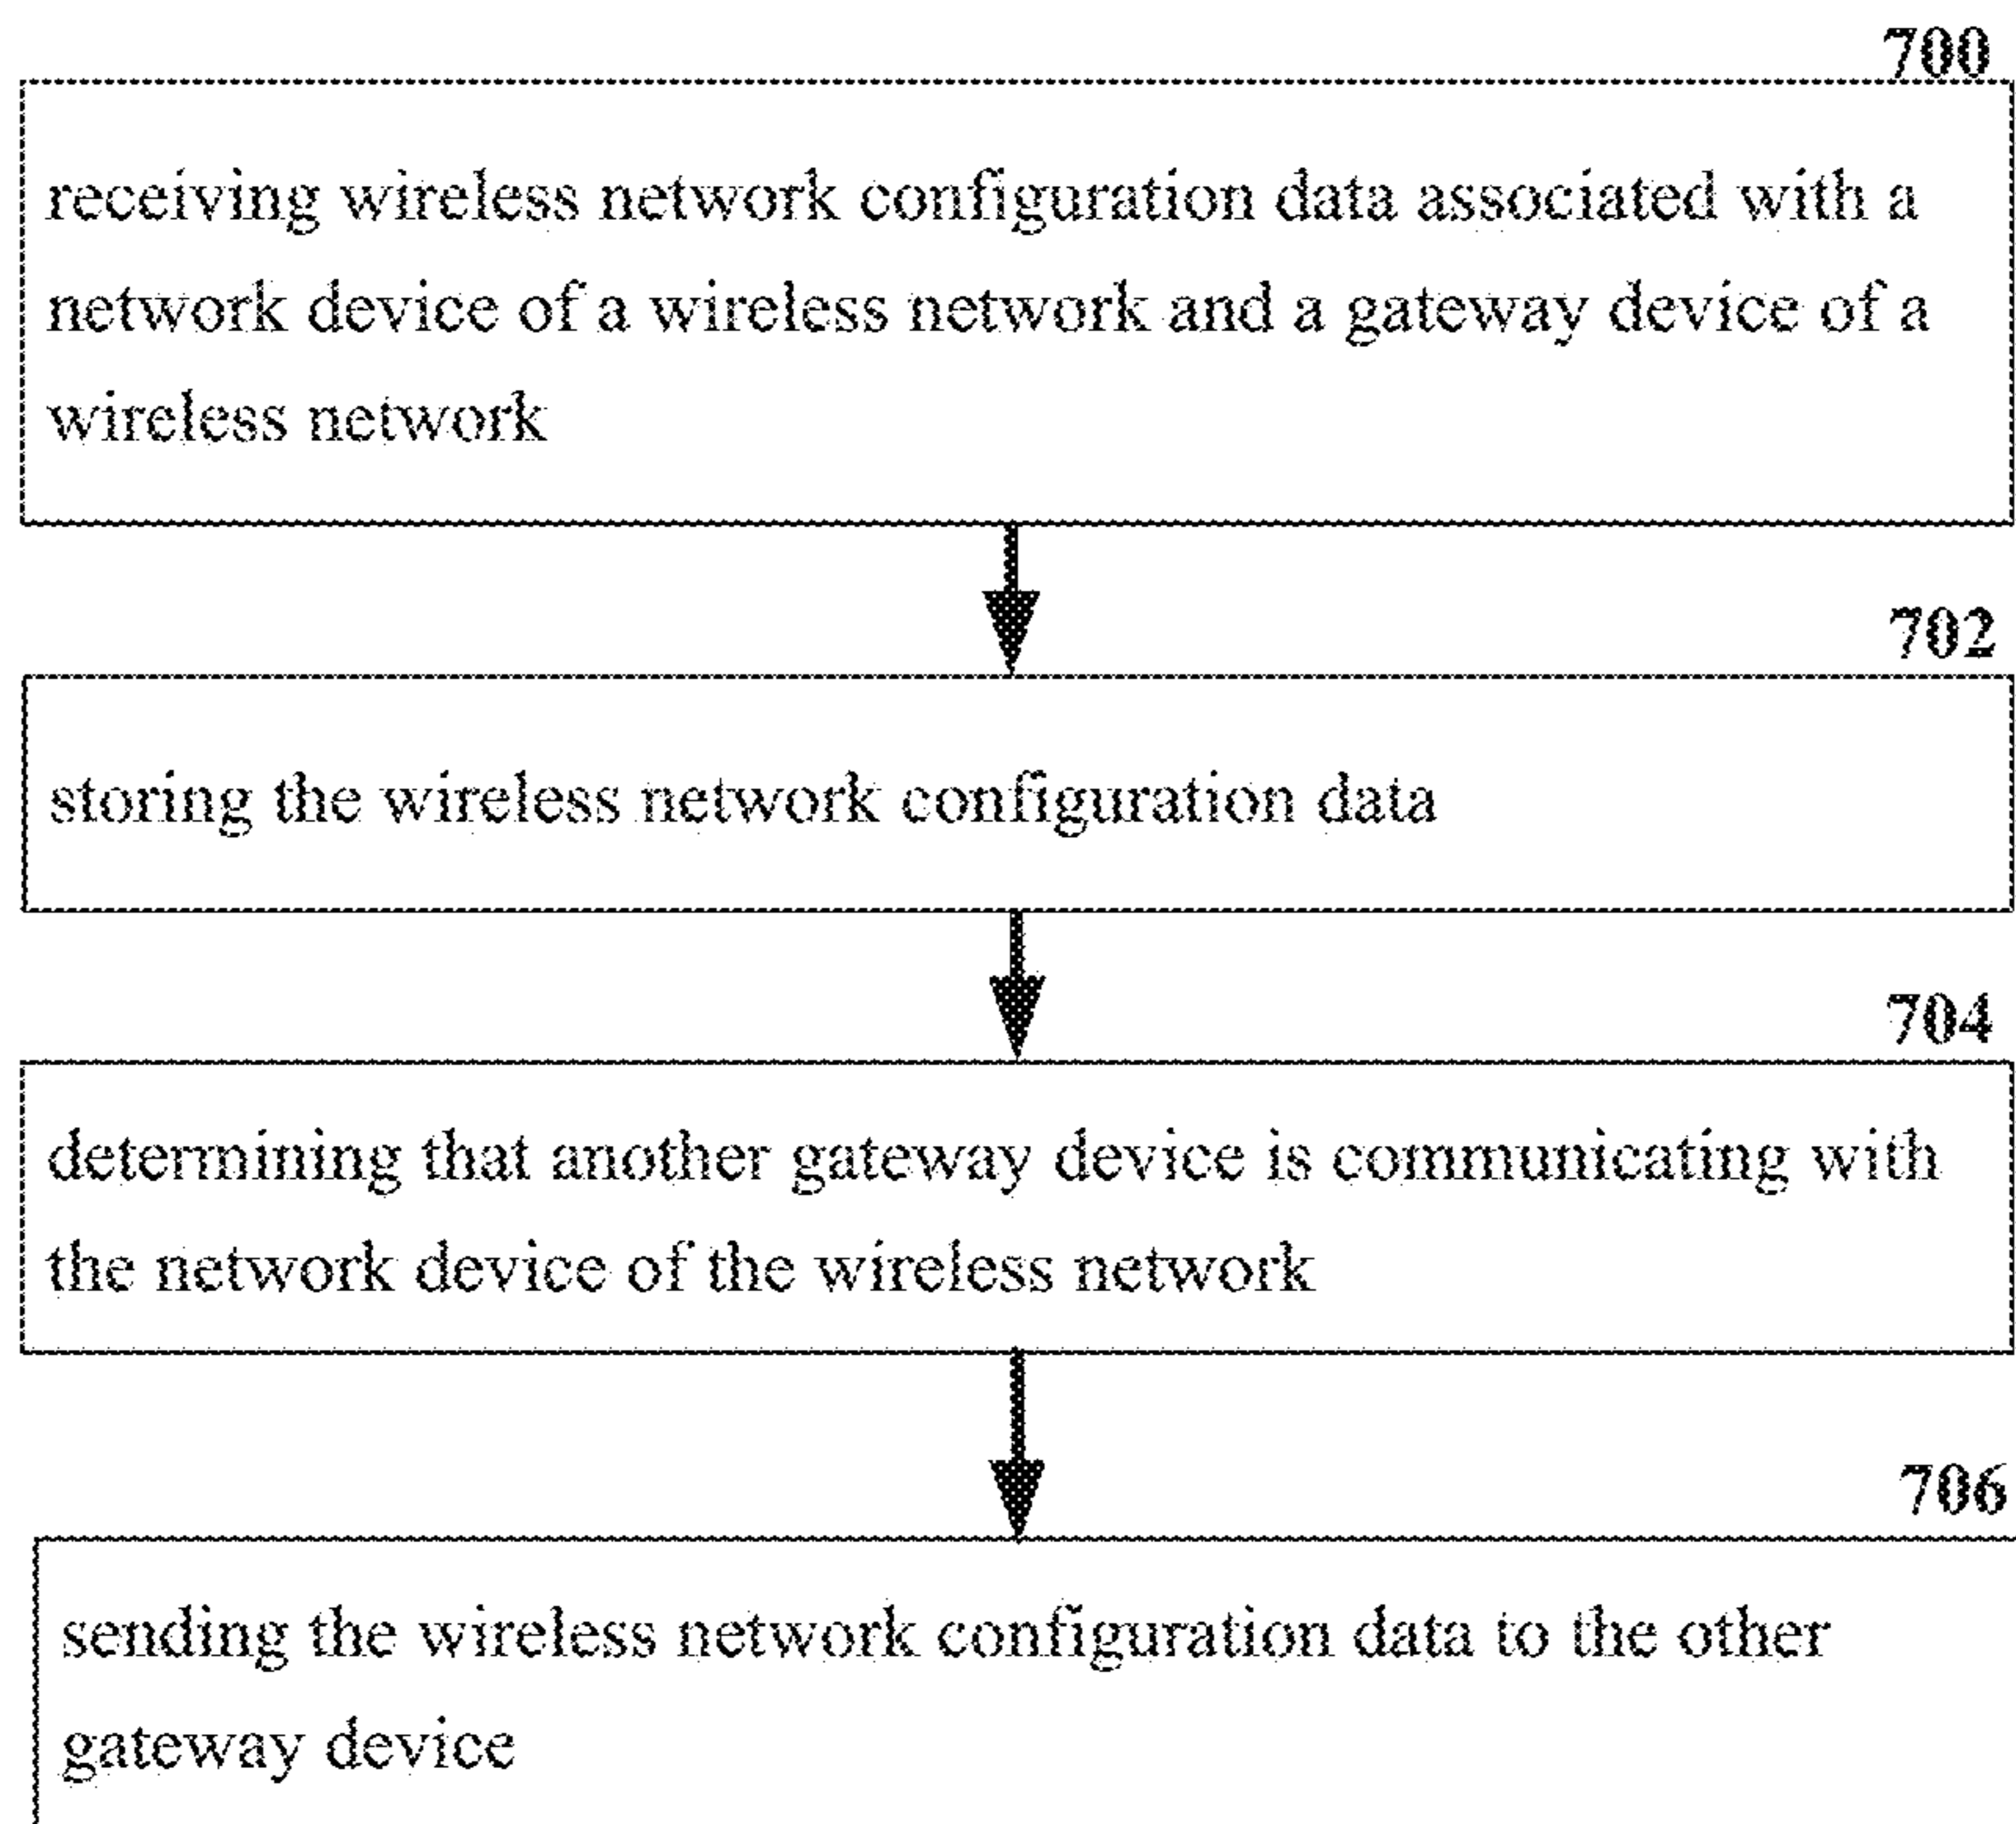 700
receiving wireless network configuration data associated with a
network device of a wireless network and a gateway device of a
wireless network
702
storing the wireless network configuration data
704
determining that another gateway device is communicating with
the network device of the wireless network
706
sending the wireless network configuration data to the other
gateway device